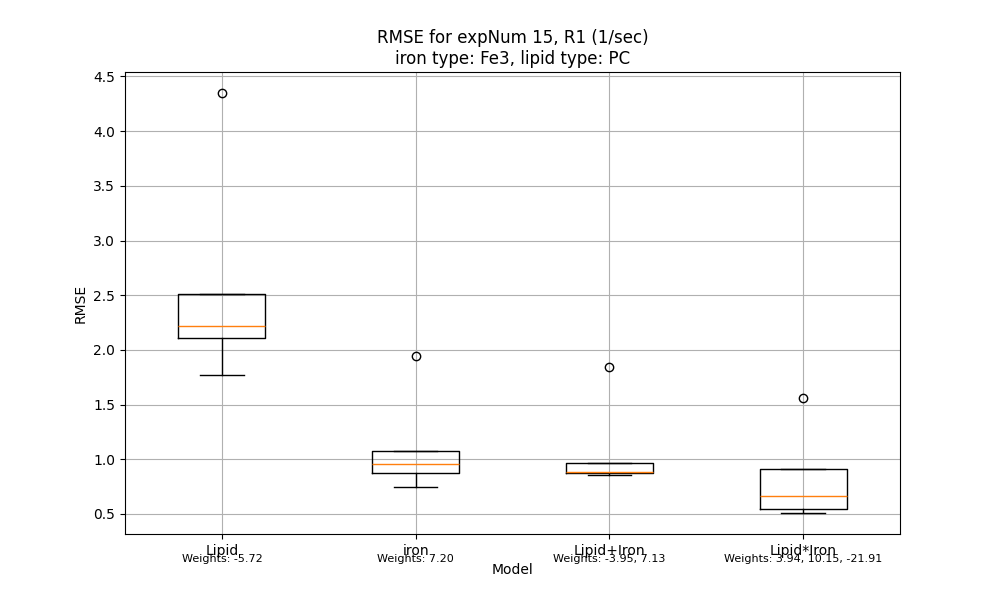 RMSE for expNum 15, R1 (1/sec)
iron type: Fe3, lipid type: PC
4.5
4.0
3.5
3.0
2.5
2.0
1.5
1.0
0.5
RMSE
Lipid
iron
Lipid+Iron
Lipid*Iron
Weights: -5.72
Weights: 7.20
Weights: -3.95, 7.13
Weights: 3.94, 10.15, -21.91
Model